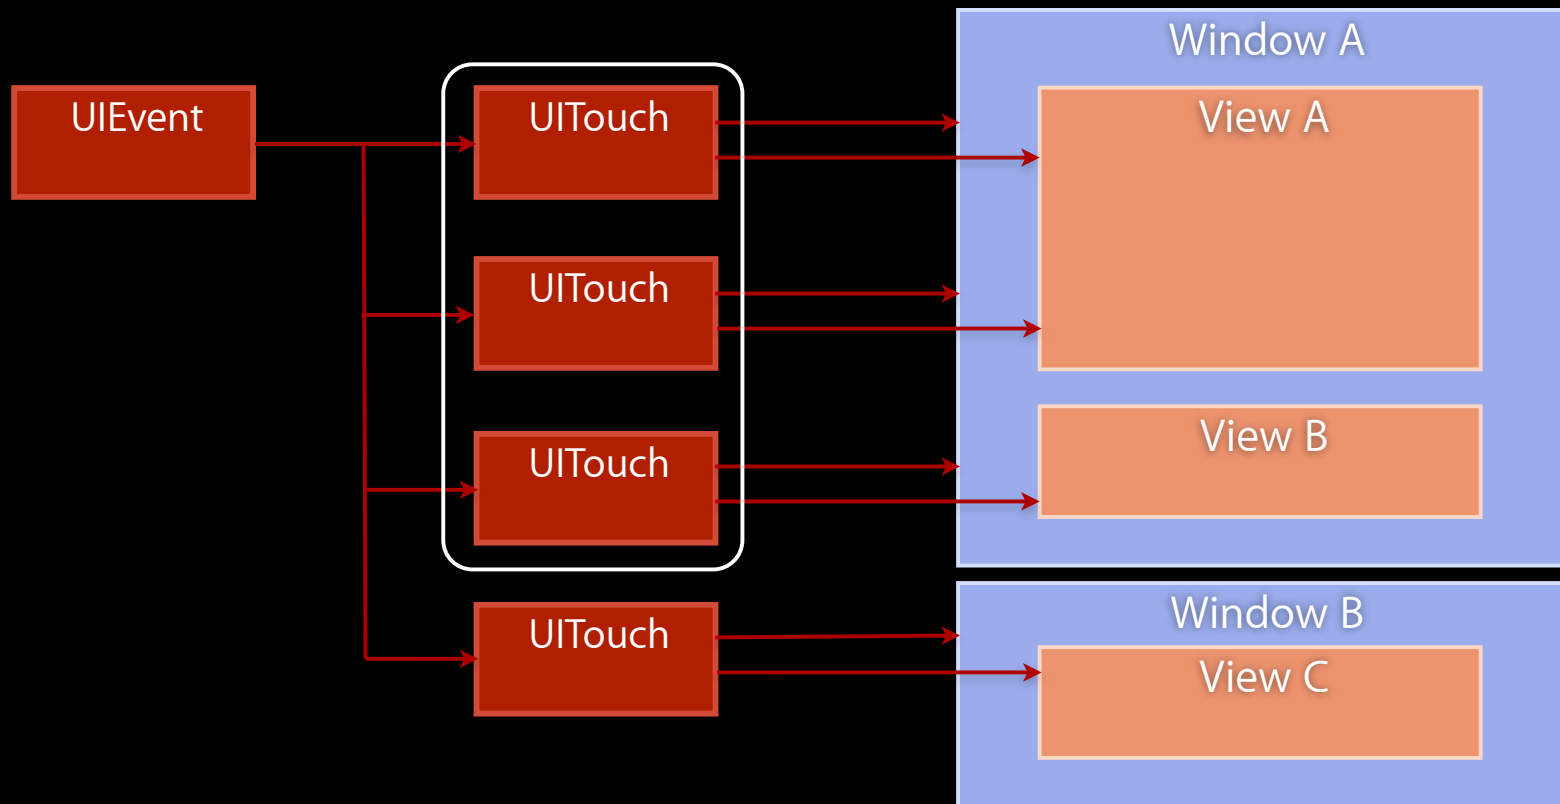 UIEvent
UITouch
UITouch
UITouch
UITouch
Window A
View A
View B
Window B
View C